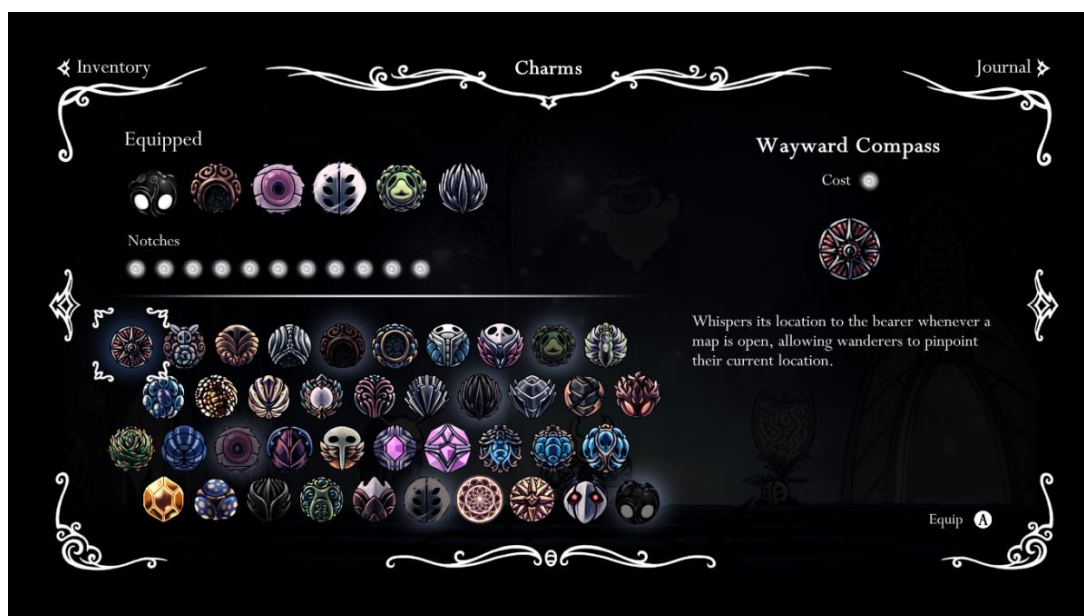 Inventory
Charms
Journal
Equipped
Wayward Compass
Cost
Notches
Whispers its location to the bearer whenever a
map is open, allowing wanderers to pinpoint
their current location.
Equip A